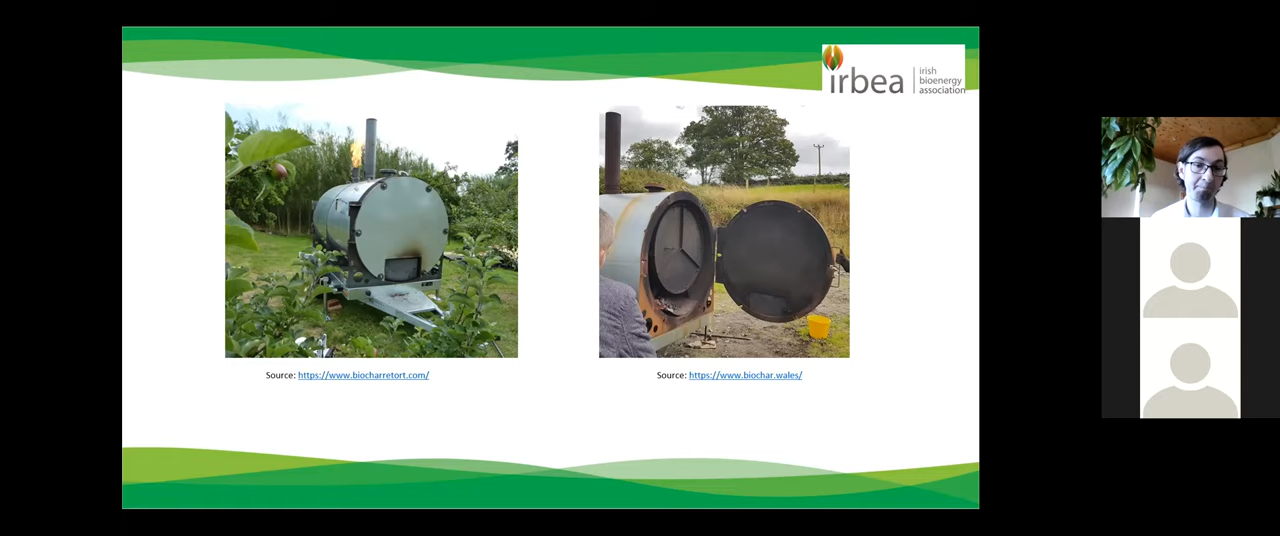 irbea
irish
bioenergy
association
Source: https://www.biocharretort.com/
Source: https://www.biochar.wales/